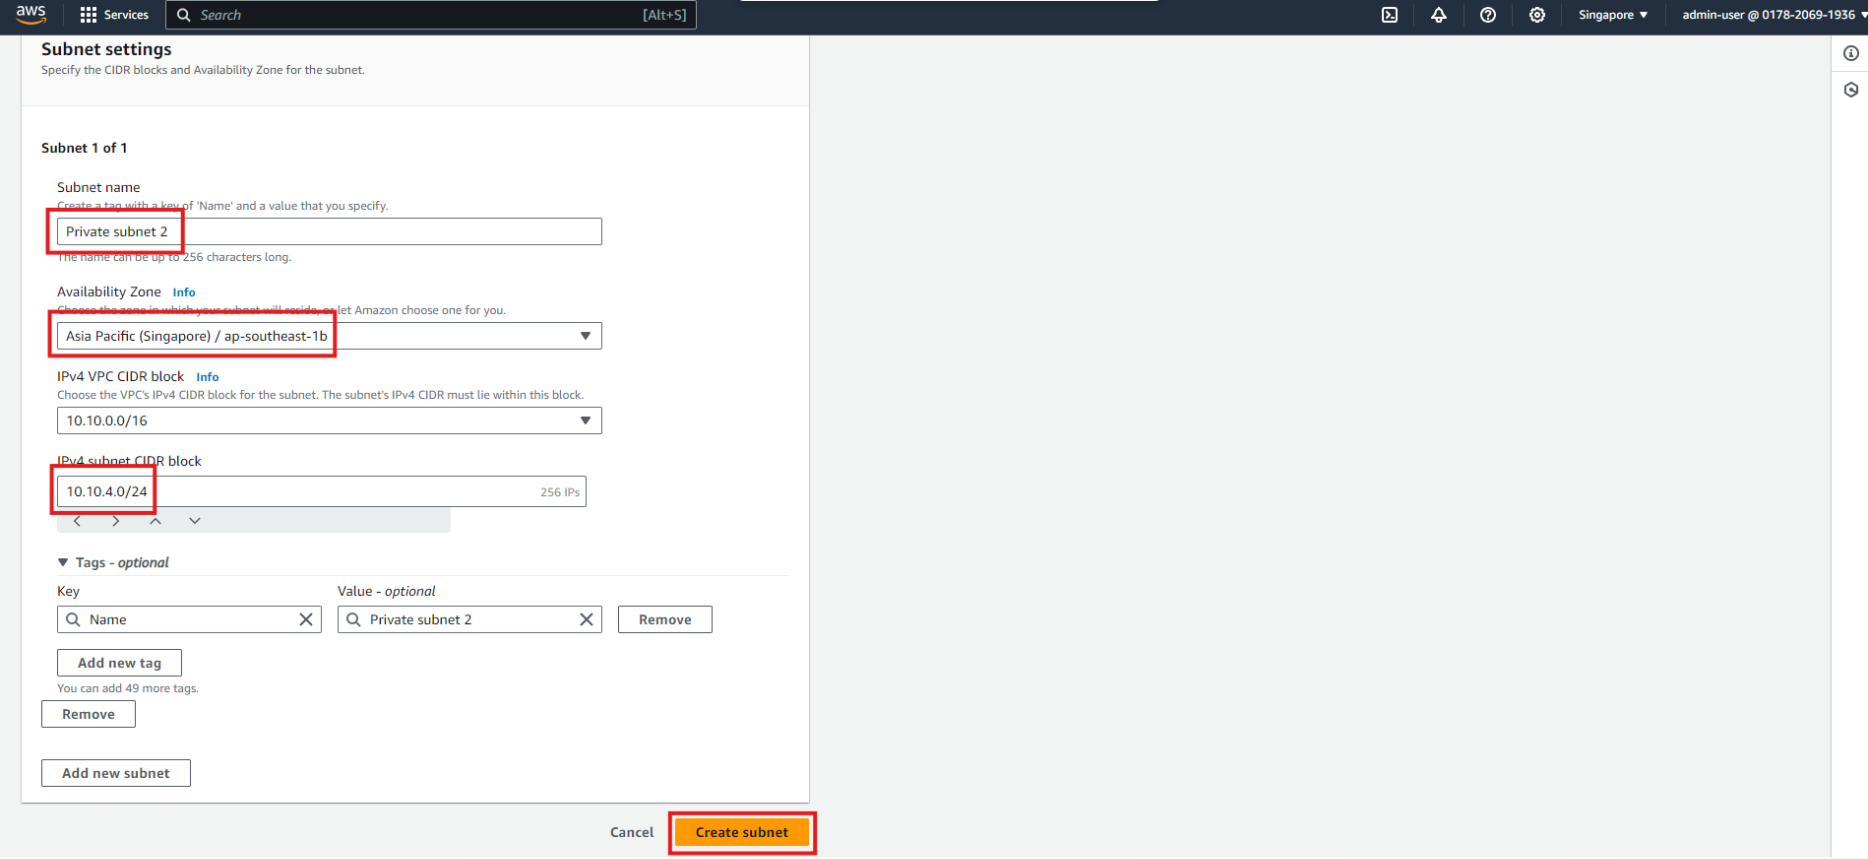 aws
Services
Search
[Alt+S]
Singapore
admin-user @ 0178-2069-1936
Subnet settings
Specify the CIDR blocks and Availability Zone for the subnet.
Subnet 1 of 1
Subnet name
Create a tag with a key of 'Name' and a value that you specify.
Private subnet 2
The name can be up to 256 characters long.
Availability Zone Info
Choose the zone in which your subnet will reside, or let Amazon choose one for you.
Asia Pacific (Singapore) / ap-southeast-1b
IPv4 VPC CIDR block Info
Choose the VPC's IPv4 CIDR block for the subnet. The subnet's IPv4 CIDR must lie within this block.
10.10.0.0/16
IPv4 subnet CIDR block
10.10.4.0/24
256 IPs
Tags - optional
Key
Value - optional
Name
Private subnet 2
Remove
Add new tag
You can add 49 more tags.
Remove
Add new subnet
Cancel
Create subnet